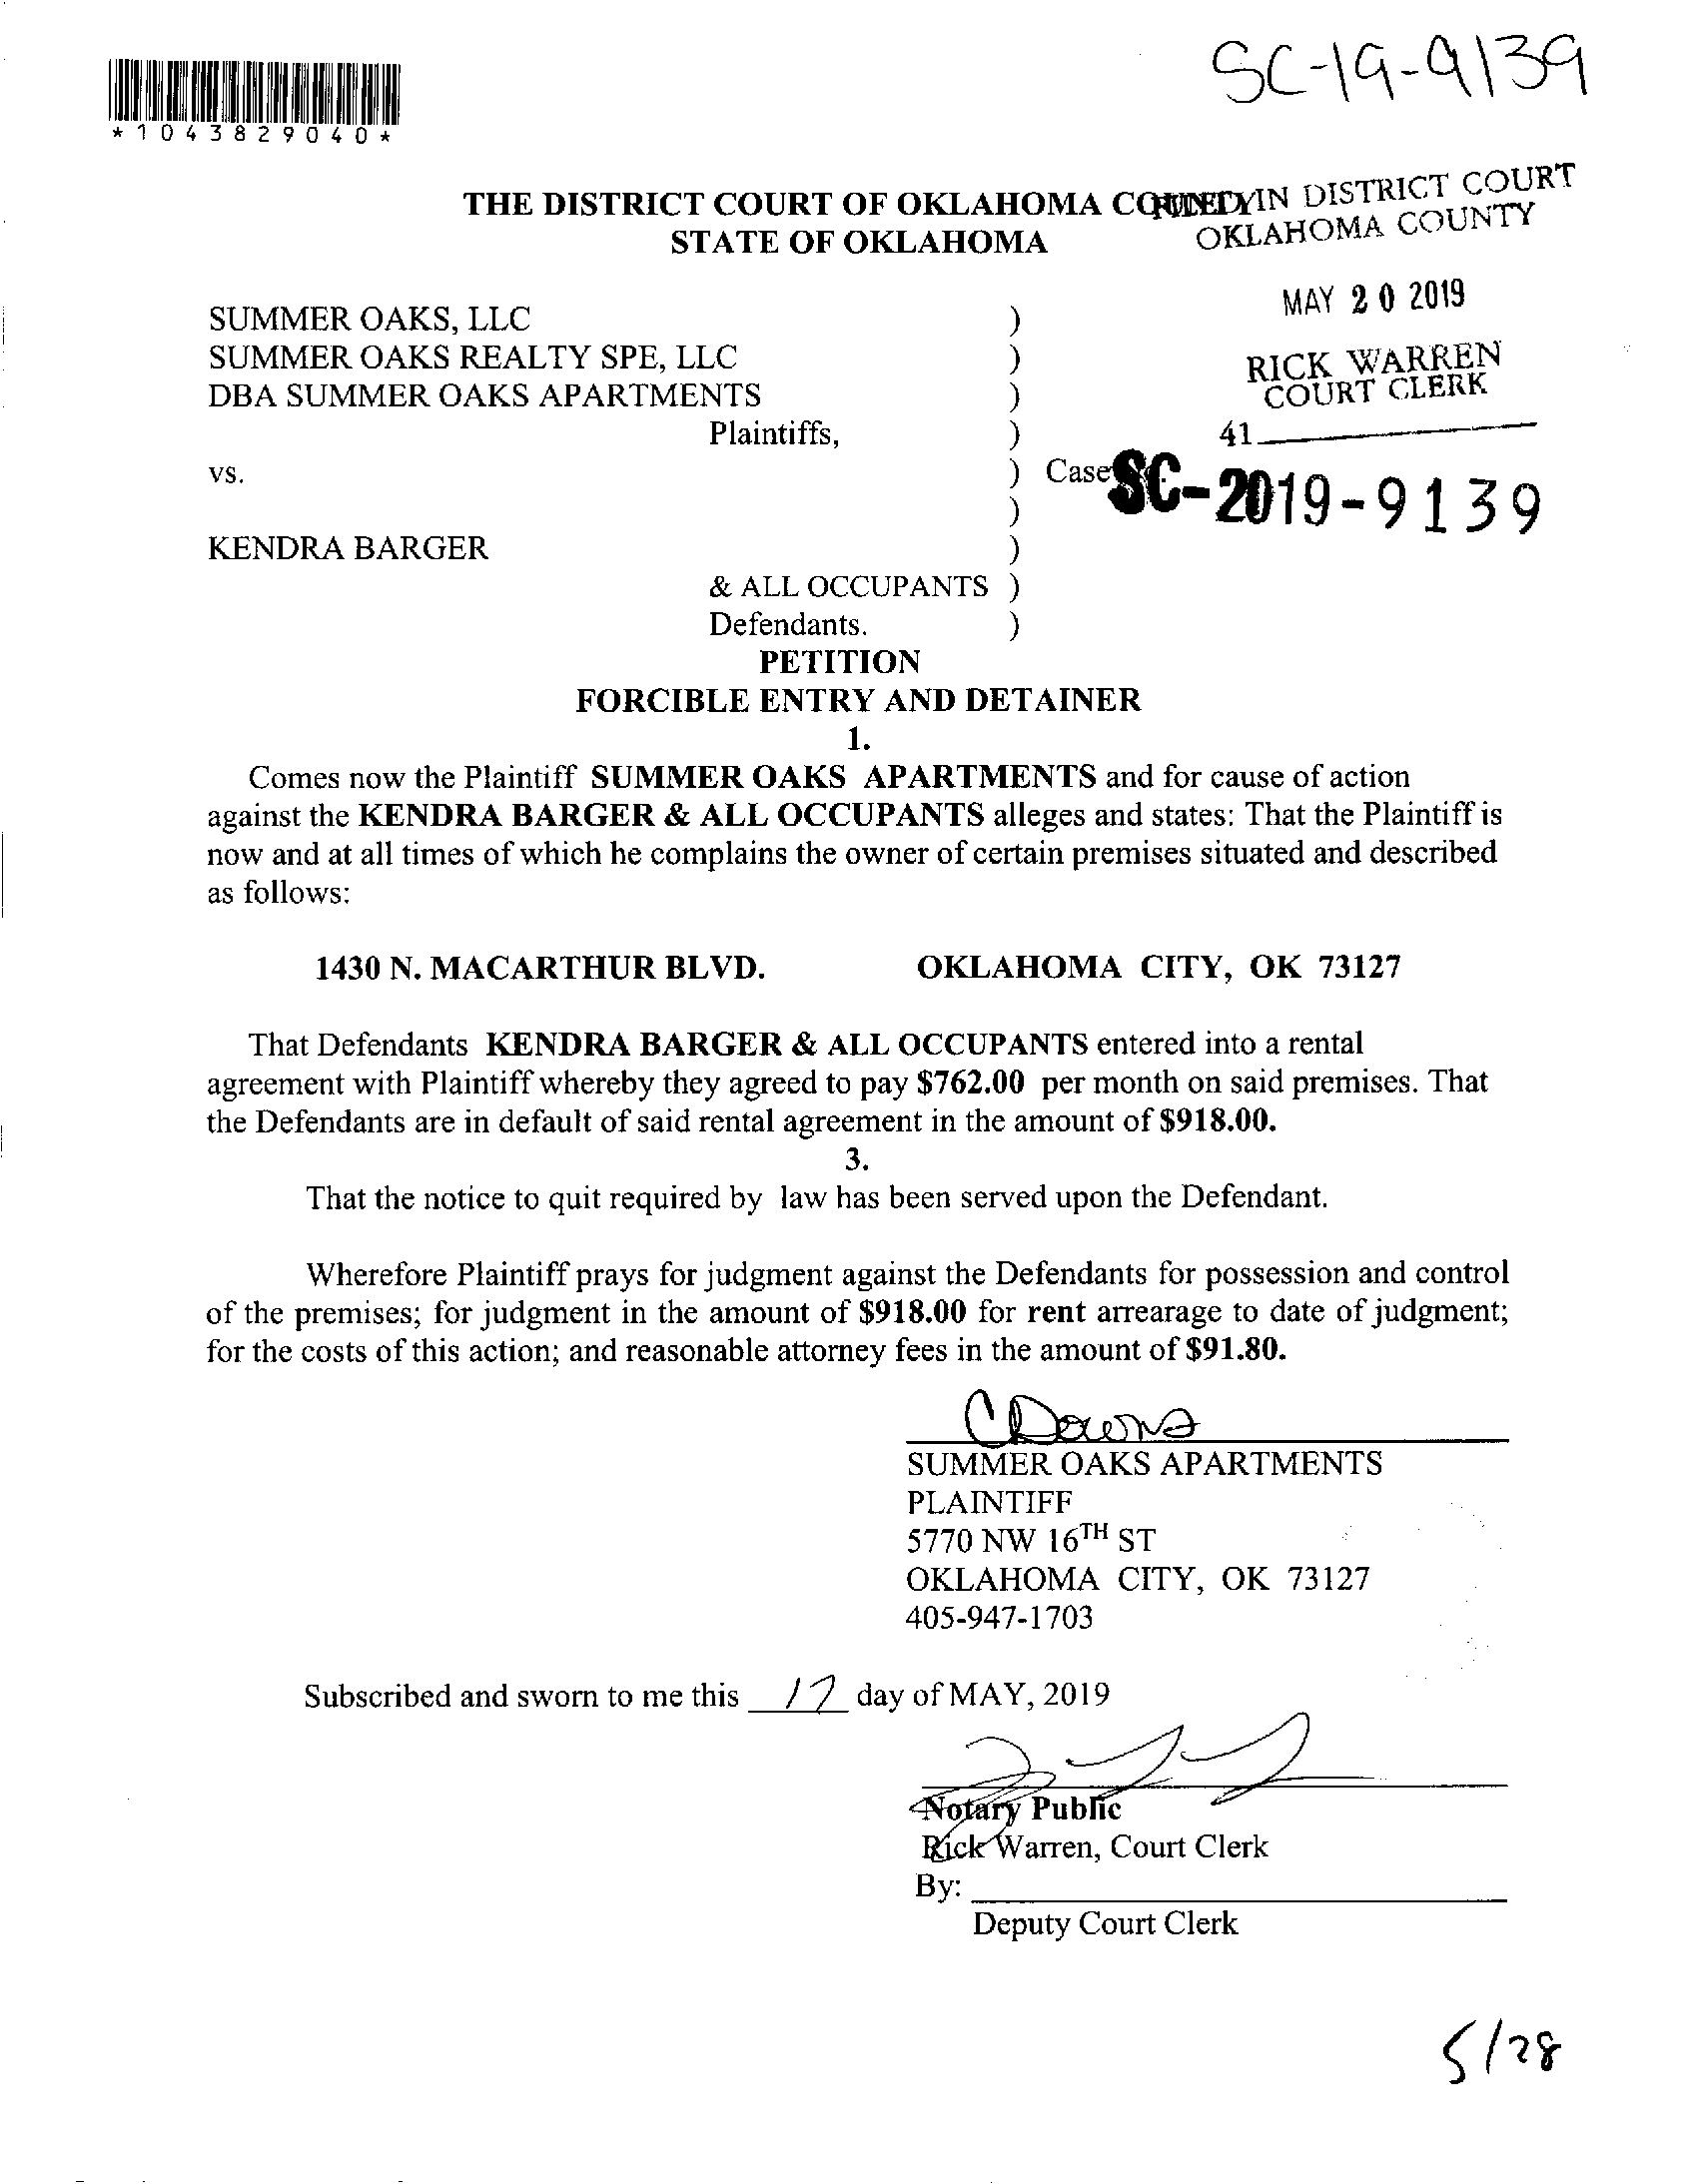 SC-19-9139
*1043829040*
THE DISTRICT COURT OF OKLAHOMA COUNTY
STATE OF OKLAHOMA
FILED IN DISTRICT COURT
OKLAHOMA COUNTY
MAY 20 2019
RICK WARREN
COURT CLERK
41
SUMMER OAKS, LLC )
SUMMER OAKS REALTY SPE, LLC )
DBA SUMMER OAKS APARTMENTS )
Plaintiffs, )
vs. ) Case SC-2019-9139
)
KENDRA BARGER )
& ALL OCCUPANTS )
Defendants. )
PETITION
FORCIBLE ENTRY AND DETAINER
1.
Comes now the Plaintiff SUMMER OAKS APARTMENTS and for cause of action
against the KENDRA BARGER & ALL OCCUPANTS alleges and states: That the Plaintiff is
now and at all times of which he complains the owner of certain premises situated and described
as follows:
1430 N. MACARTHUR BLVD. OKLAHOMA CITY, OK 73127
That Defendants KENDRA BARGER & ALL OCCUPANTS entered into a rental
agreement with Plaintiff whereby they agreed to pay $762.00 per month on said premises. That
the Defendants are in default of said rental agreement in the amount of $918.00.
3.
That the notice to quit required by law has been served upon the Defendant.
Wherefore Plaintiff prays for judgment against the Defendants for possession and control
of the premises; for judgment in the amount of $918.00 for rent arrearage to date of judgment;
for the costs of this action; and reasonable attorney fees in the amount of $91.80.
CDowns
SUMMER OAKS APARTMENTS
PLAINTIFF
5770 NW 16TH ST
OKLAHOMA CITY, OK 73127
405-947-1703
Subscribed and sworn to me this 17 day of MAY, 2019
Notary Public
Rick Warren, Court Clerk
By:
Deputy Court Clerk
5/28